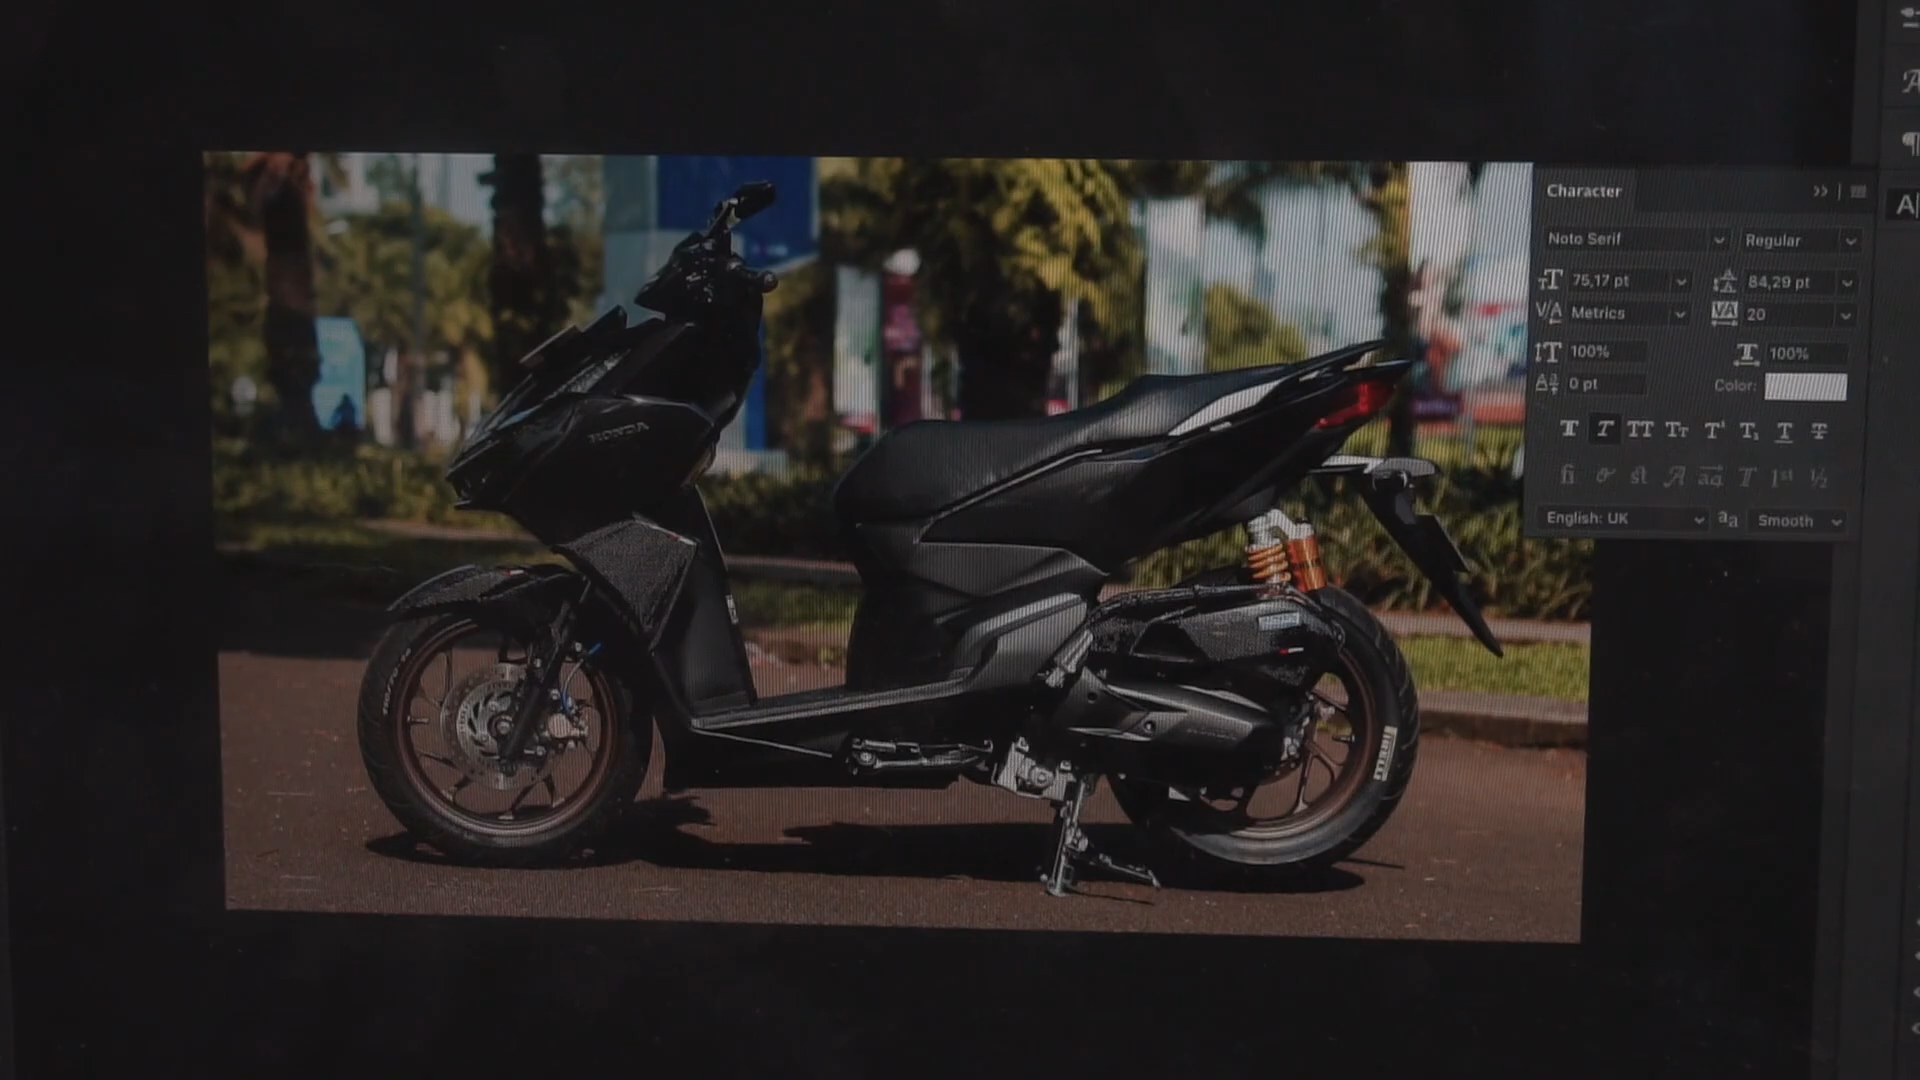 Character
Noto Serif Regular
75,17 pt 84,29 pt
Metrics 20
100% 100%
0 pt Color:
English: UK Smooth
HONDA
PIRELLI